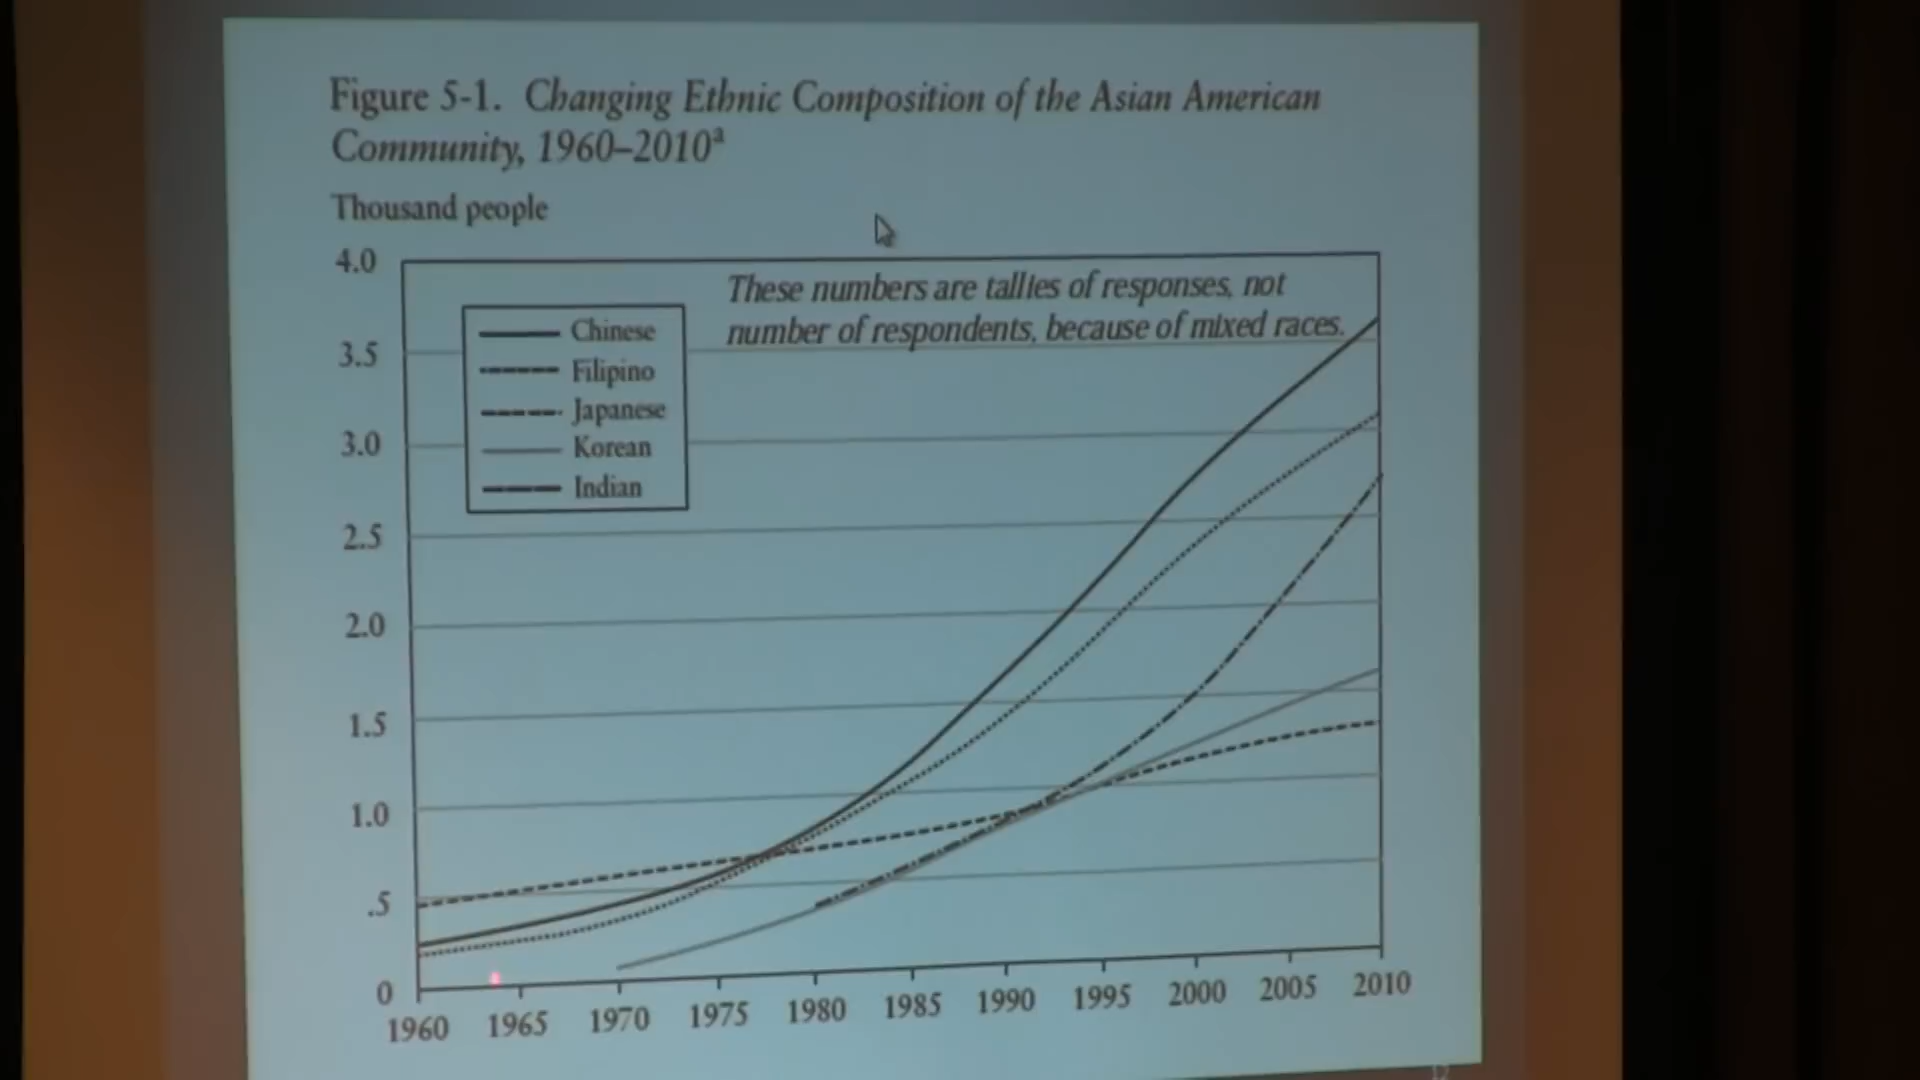 Figure 5-1. Changing Ethnic Composition of the Asian American
Community, 1960–2010ª
Thousand people
4.0
3.5
3.0
2.5
2.0
1.5
1.0
.5
0
These numbers are tallies of responses, not
number of respondents, because of mixed races.
Chinese
Filipino
Japanese
Korean
Indian
1960 1965 1970 1975 1980 1985 1990 1995 2000 2005 2010